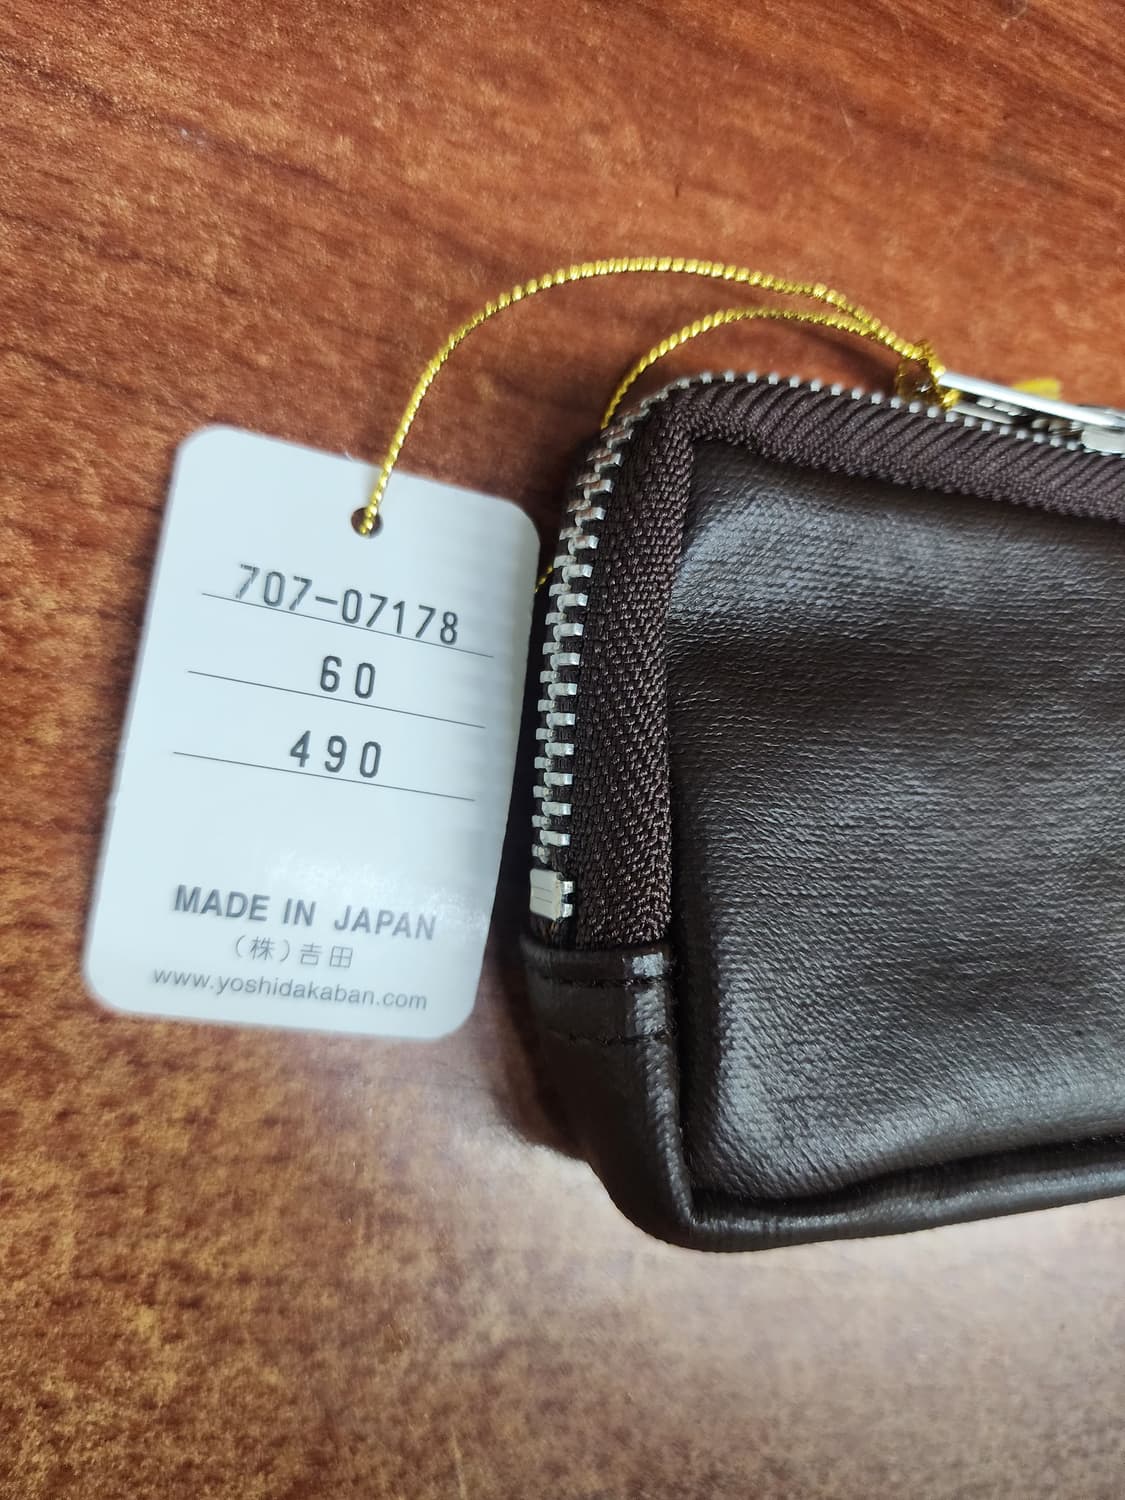 707-07178
60
490
MADE IN JAPAN
(株)吉田
www.yoshidakaban.com